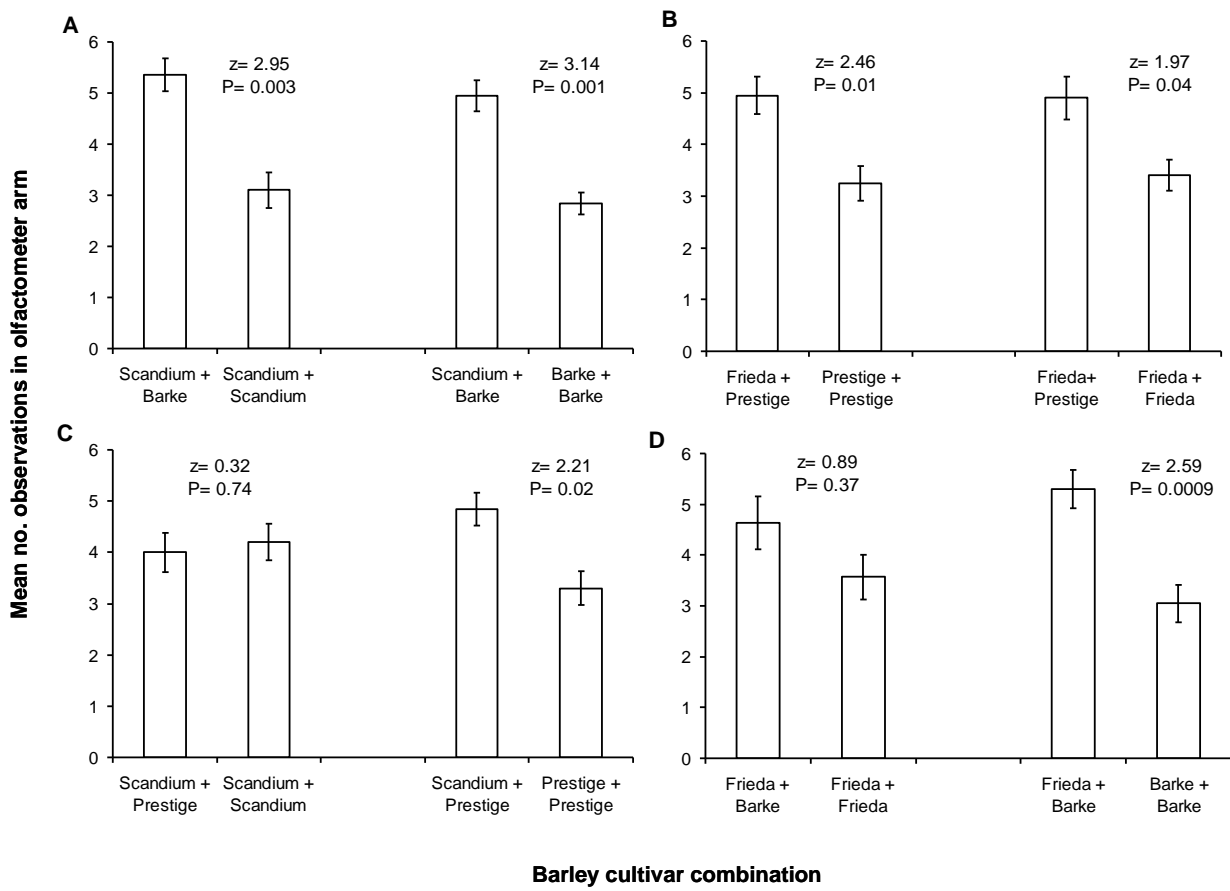 Mean no. observations in olfactometer arm
A
6
5
4
3
2
1
0
z= 2.95
P= 0.003
z= 3.14
P= 0.001
Scandium +
Barke
Scandium +
Scandium
Scandium +
Barke
Barke +
Barke
B
6
5
4
3
2
1
0
z= 2.46
P= 0.01
z= 1.97
P= 0.04
Frieda +
Prestige
Prestige +
Prestige
Frieda+
Prestige
Frieda +
Frieda
C
6
5
4
3
2
1
0
z= 0.32
P= 0.74
z= 2.21
P= 0.02
Scandium +
Prestige
Scandium +
Scandium
Scandium +
Prestige
Prestige +
Prestige
D
6
5
4
3
2
1
0
z= 0.89
P= 0.37
z= 2.59
P= 0.0009
Frieda +
Barke
Frieda +
Frieda
Frieda +
Barke
Barke +
Barke
Barley cultivar combination